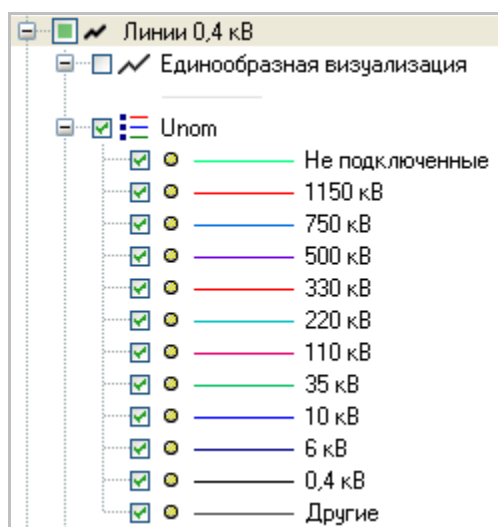 Линии 0,4 кВ
Единообразная визуализация
Unom
Не подключенные
1150 кВ
750 кВ
500 кВ
330 кВ
220 кВ
110 кВ
35 кВ
10 кВ
6 кВ
0,4 кВ
Другие